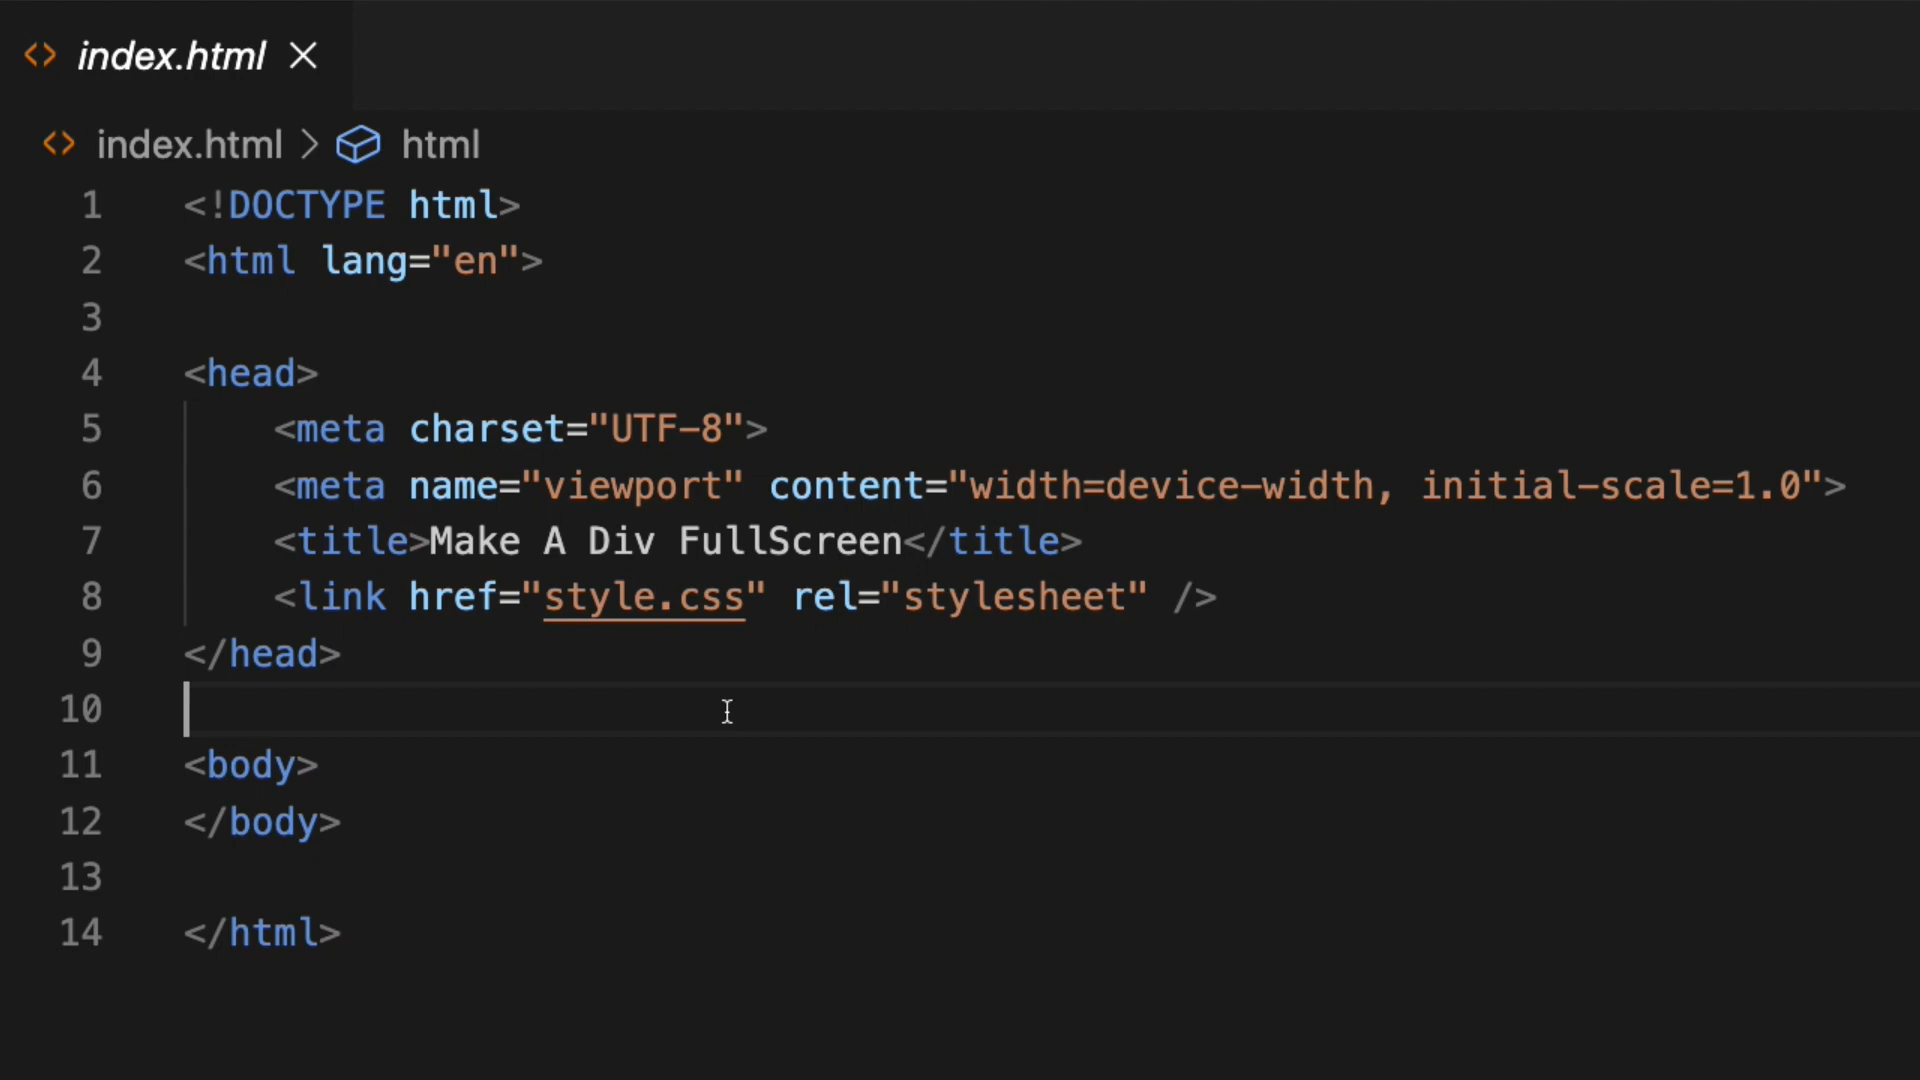 index.html
index.html > html
1 <!DOCTYPE html>
2 <html lang="en">
3
4 <head>
5     <meta charset="UTF-8">
6     <meta name="viewport" content="width=device-width, initial-scale=1.0">
7     <title>Make A Div FullScreen</title>
8     <link href="style.css" rel="stylesheet" />
9 </head>
10
11 <body>
12 </body>
13
14 </html>